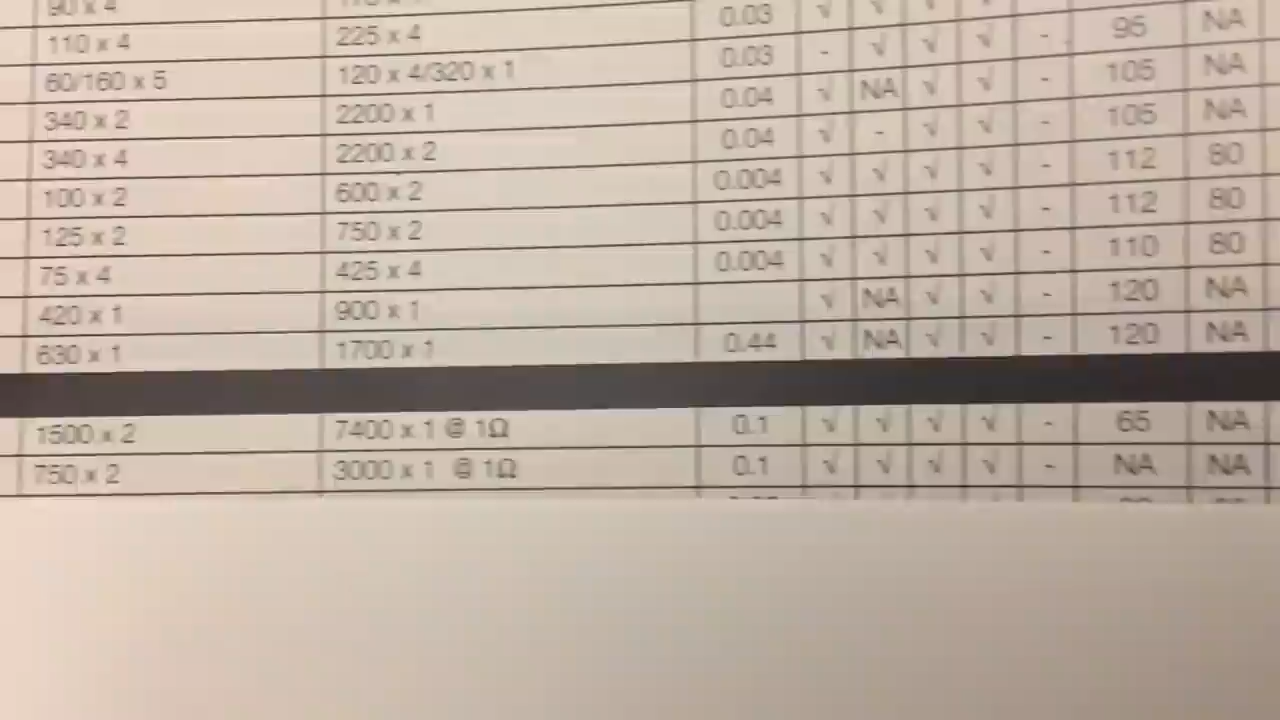 90 x 4
110 x 4 225 x 4 0.03 √ √
60/160 x 5 120 x 4/320 x 1 0.03 - √ √ √ - 95 NA
340 x 2 2200 x 1 0.04 √ NA √ √ - 105 NA
340 x 4 2200 x 2 0.04 √ - √ √ - 105 NA
100 x 2 600 x 2 0.004 √ √ √ √ - 112 80
125 x 2 750 x 2 0.004 √ √ √ √ - 112 80
75 x 4 425 x 4 0.004 √ √ √ √ - 110 80
420 x 1 900 x 1 √ NA √ √ - 120 NA
630 x 1 1700 x 1 0.44 √ NA √ √ - 120 NA
1500 x 2 7400 x 1 @ 1Ω 0.1 √ √ √ √ - 65 NA
750 x 2 3000 x 1 @ 1Ω 0.1 √ √ √ √ - NA NA